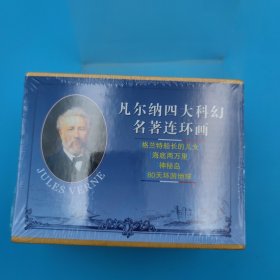 凡尔纳四大科幻
名著连环画
格兰特船长的儿女
海底两万里
神秘岛
80天环游地球
JULES VERNE